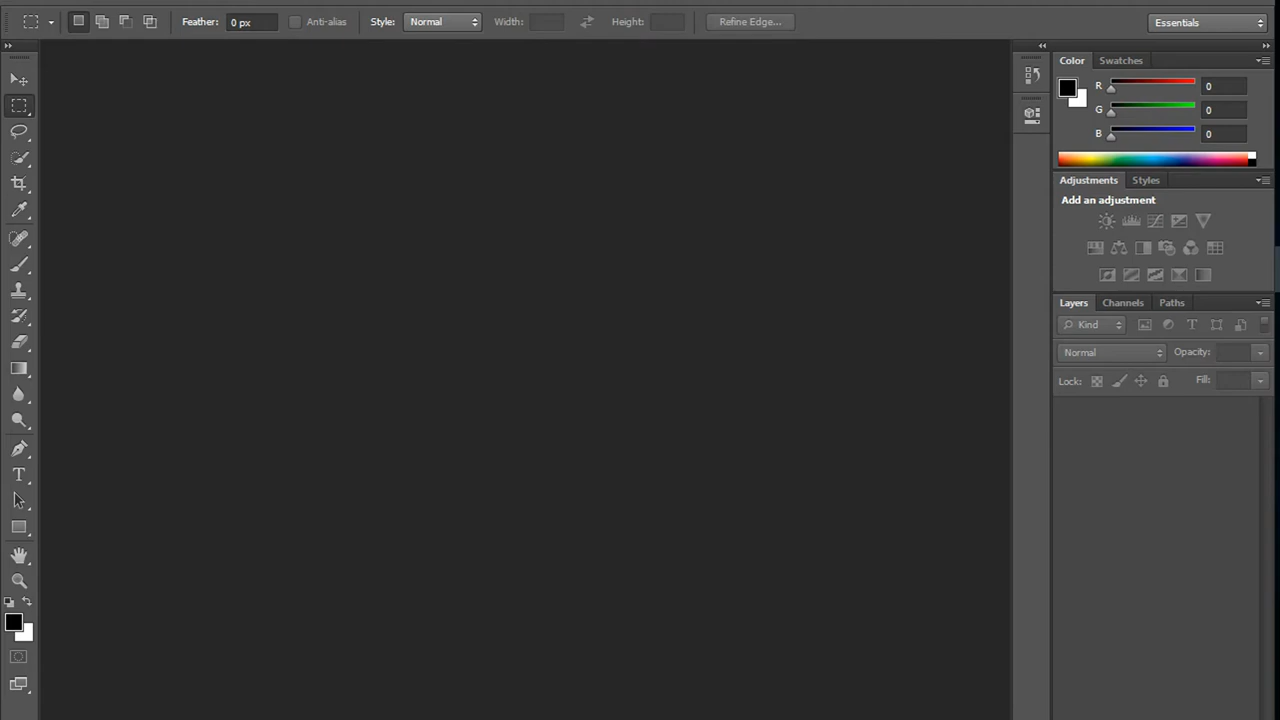 Feather: 0 px Anti-alias Style: Normal Width: Height: Refine Edge... Essentials
Color Swatches
R 0
G 0
B 0
Adjustments Styles
Add an adjustment
Layers Channels Paths
Kind T
Normal Opacity:
Lock: Fill:
T